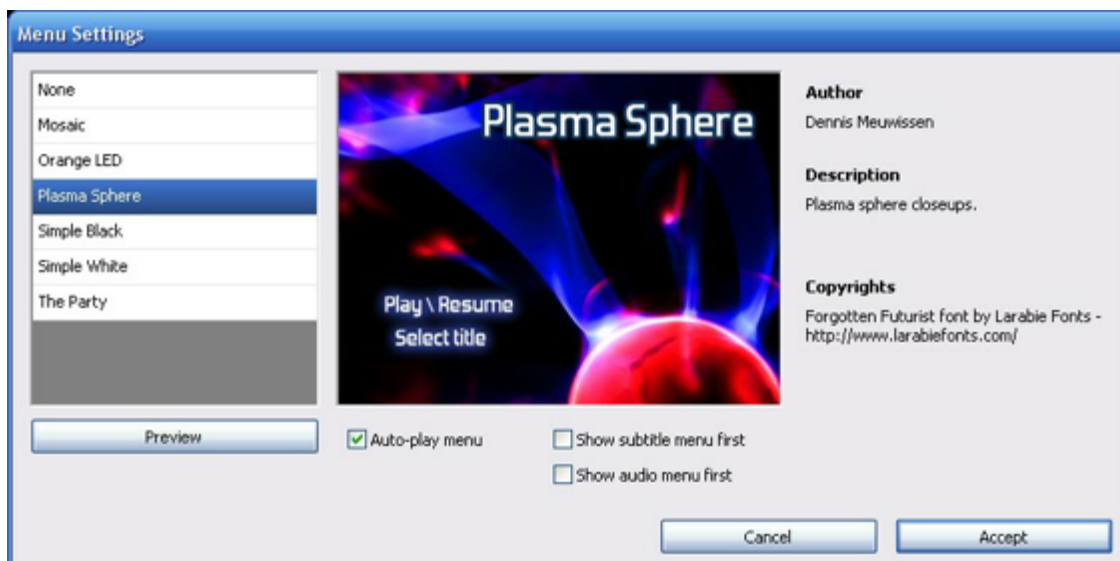 Menu Settings
None
Mosaic
Orange LED
Plasma Sphere
Simple Black
Simple White
The Party
Preview
Plasma Sphere
Play \ Resume
Select title
Auto-play menu
Show subtitle menu first
Show audio menu first
Author
Dennis Meuwissen
Description
Plasma sphere closeups.
Copyrights
Forgotten Futurist font by Larabie Fonts -
http://www.larabiefonts.com/
Cancel
Accept